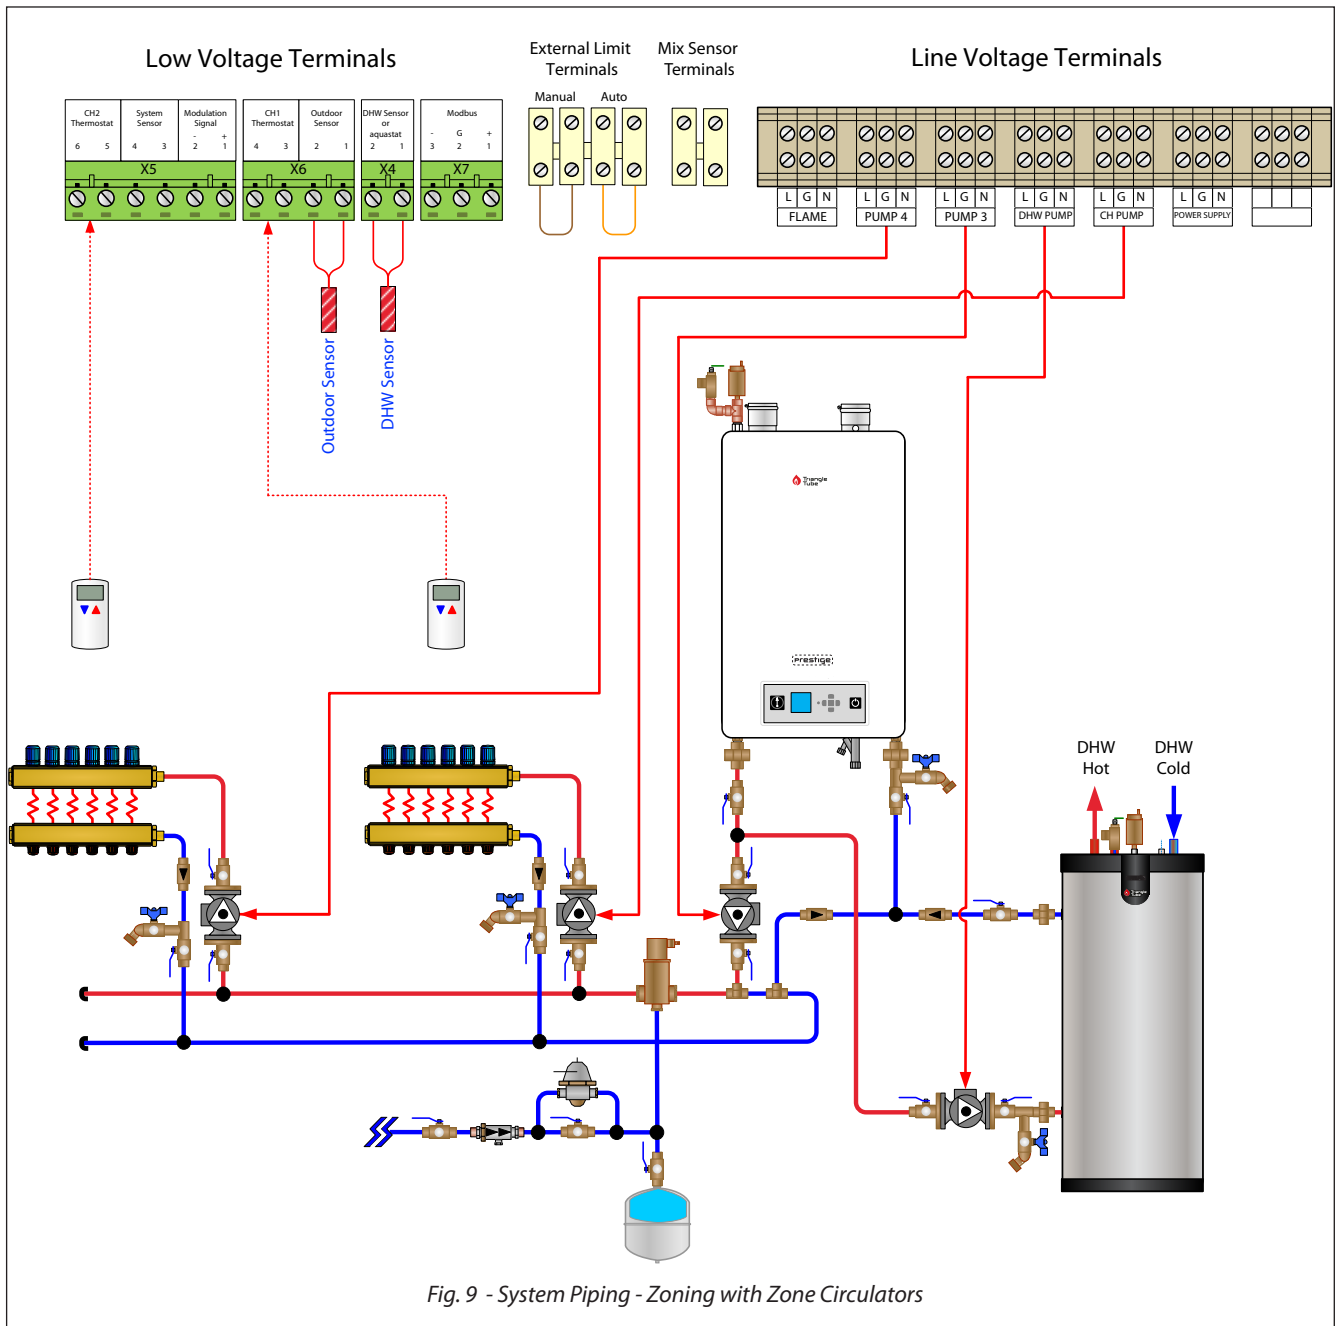 Low Voltage Terminals
External Limit
Terminals
Mix Sensor
Terminals
Line Voltage Terminals
Manual
Auto
CH2
Thermostat
System
Sensor
Modulation
Signal
- +
6 5 4 3 2 1
X5
CH1
Thermostat
Outdoor
Sensor
4 3 2 1
X6
DHW Sensor
or
aquastat
2 1
X4
Modbus
- G +
3 2 1
X7
L G N
FLAME
L G N
PUMP 4
L G N
PUMP 3
L G N
DHW PUMP
L G N
CH PUMP
L G N
POWER SUPPLY
Outdoor Sensor
DHW Sensor
Triangle
Tube
Prestige
DHW
Hot
DHW
Cold
Triangle
Tube
Fig. 9 - System Piping - Zoning with Zone Circulators